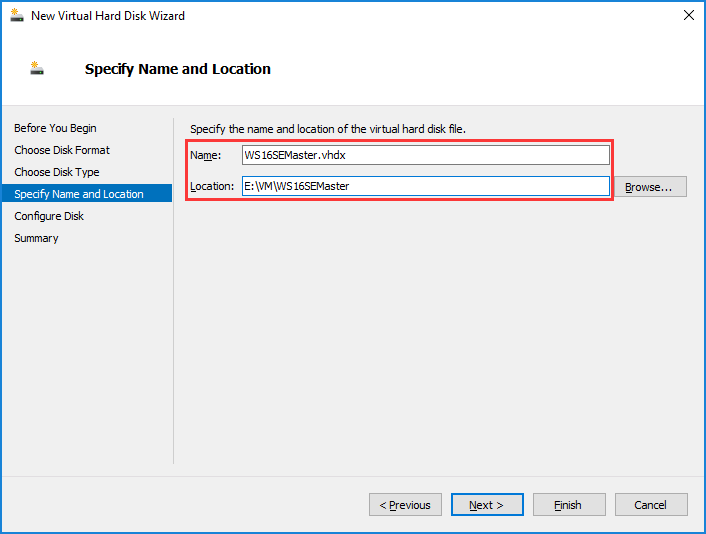 New Virtual Hard Disk Wizard
Specify Name and Location
Before You Begin
Choose Disk Format
Choose Disk Type
Specify Name and Location
Configure Disk
Summary
Specify the name and location of the virtual hard disk file.
Name: WS16SEMaster.vhdx
Location: E:\VM\WS16SEMaster Browse...
< Previous Next > Finish Cancel